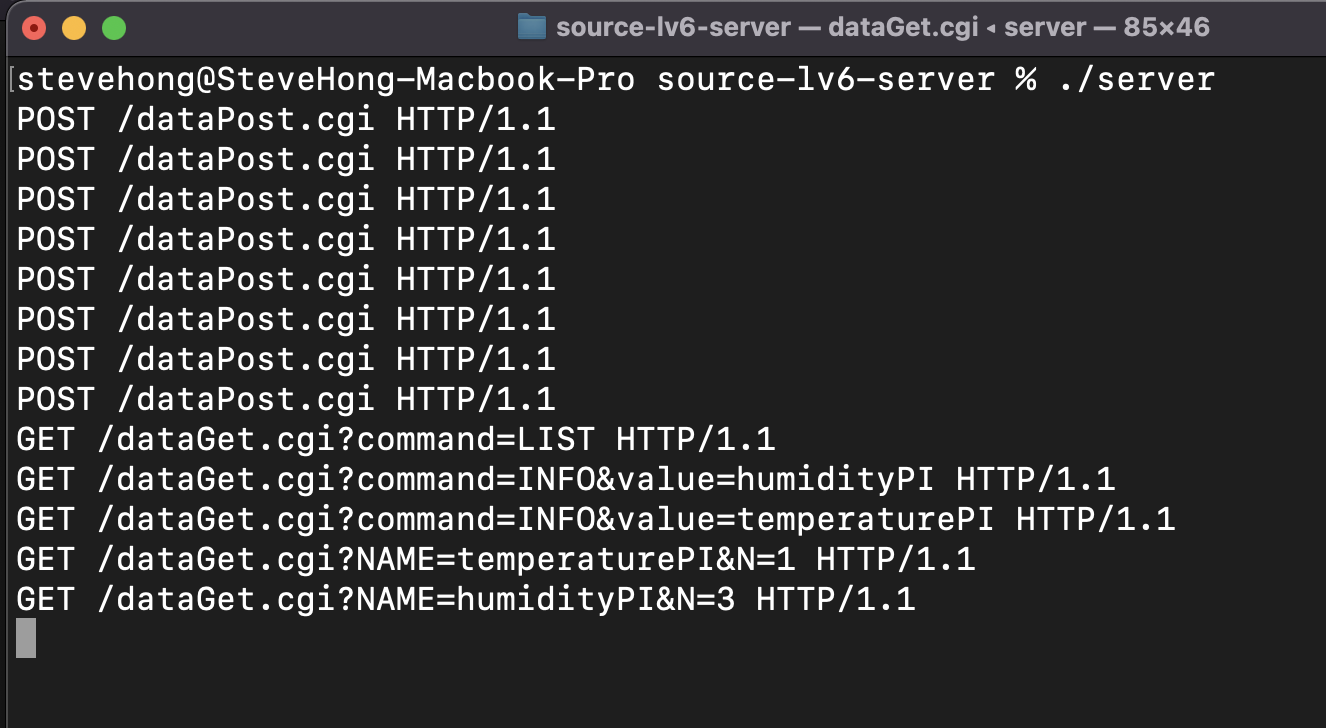 source-lv6-server — dataGet.cgi ◂ server — 85×46
[stevehong@SteveHong-Macbook-Pro source-lv6-server % ./server
POST /dataPost.cgi HTTP/1.1
POST /dataPost.cgi HTTP/1.1
POST /dataPost.cgi HTTP/1.1
POST /dataPost.cgi HTTP/1.1
POST /dataPost.cgi HTTP/1.1
POST /dataPost.cgi HTTP/1.1
POST /dataPost.cgi HTTP/1.1
POST /dataPost.cgi HTTP/1.1
GET /dataGet.cgi?command=LIST HTTP/1.1
GET /dataGet.cgi?command=INFO&value=humidityPI HTTP/1.1
GET /dataGet.cgi?command=INFO&value=temperaturePI HTTP/1.1
GET /dataGet.cgi?NAME=temperaturePI&N=1 HTTP/1.1
GET /dataGet.cgi?NAME=humidityPI&N=3 HTTP/1.1